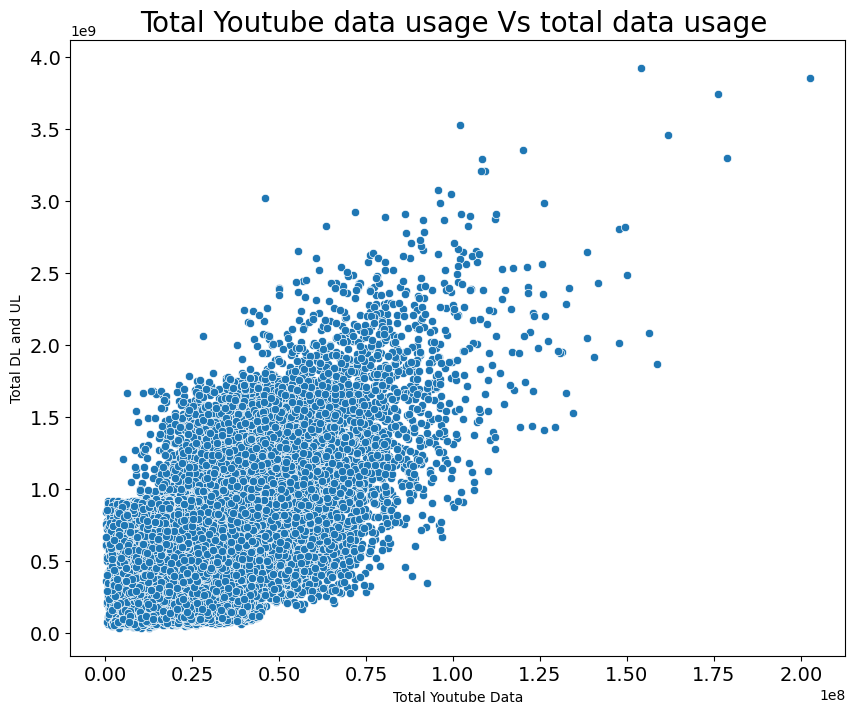 Total Youtube data usage Vs total data usage
1e9
4.0
3.5
3.0
2.5
2.0
1.5
1.0
0.5
0.0
Total DL and UL
0.00 0.25 0.50 0.75 1.00 1.25 1.50 1.75 2.00
1e8
Total Youtube Data